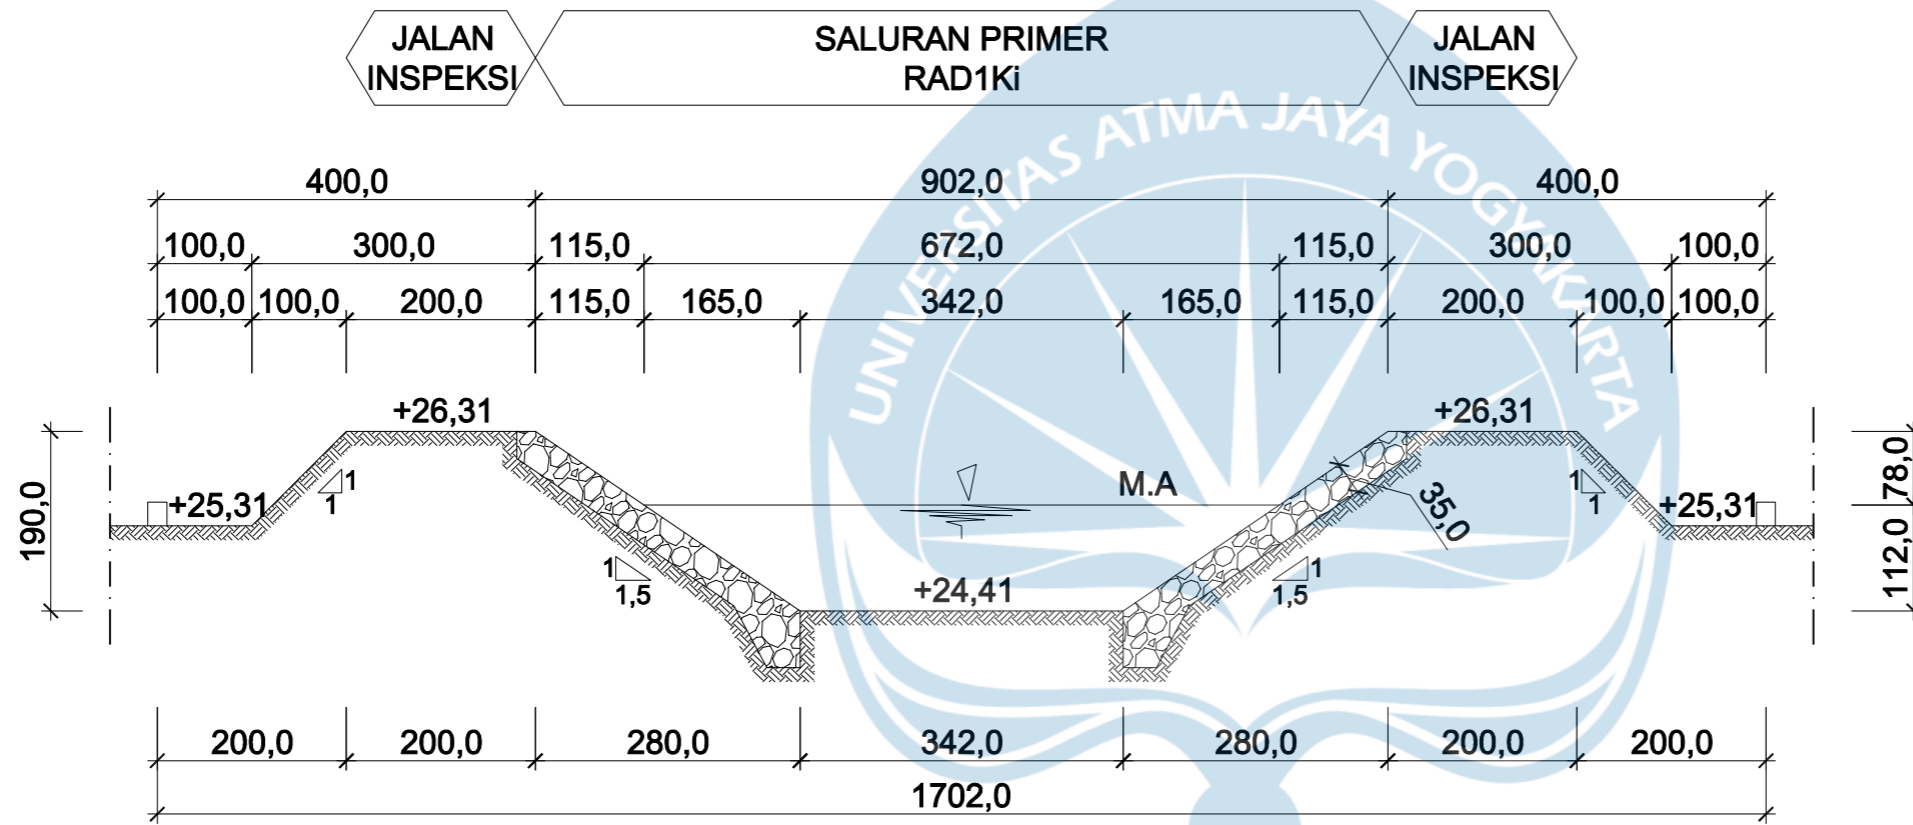 JALAN
INSPEKSI
SALURAN PRIMER
RAD1Ki
JALAN
INSPEKSI
UNIVERSITAS ATMA JAYA YOGYAKARTA
400,0 902,0 400,0
100,0 300,0 115,0 672,0 115,0 300,0 100,0
100,0 100,0 200,0 115,0 165,0 342,0 165,0 115,0 200,0 100,0 100,0
+26,31 +26,31
190,0
+25,31
1
1
M.A
35,0
1
1
+25,31
78,0
112,0
1
1,5
+24,41
1
1,5
200,0 200,0 280,0 342,0 280,0 200,0 200,0
1702,0